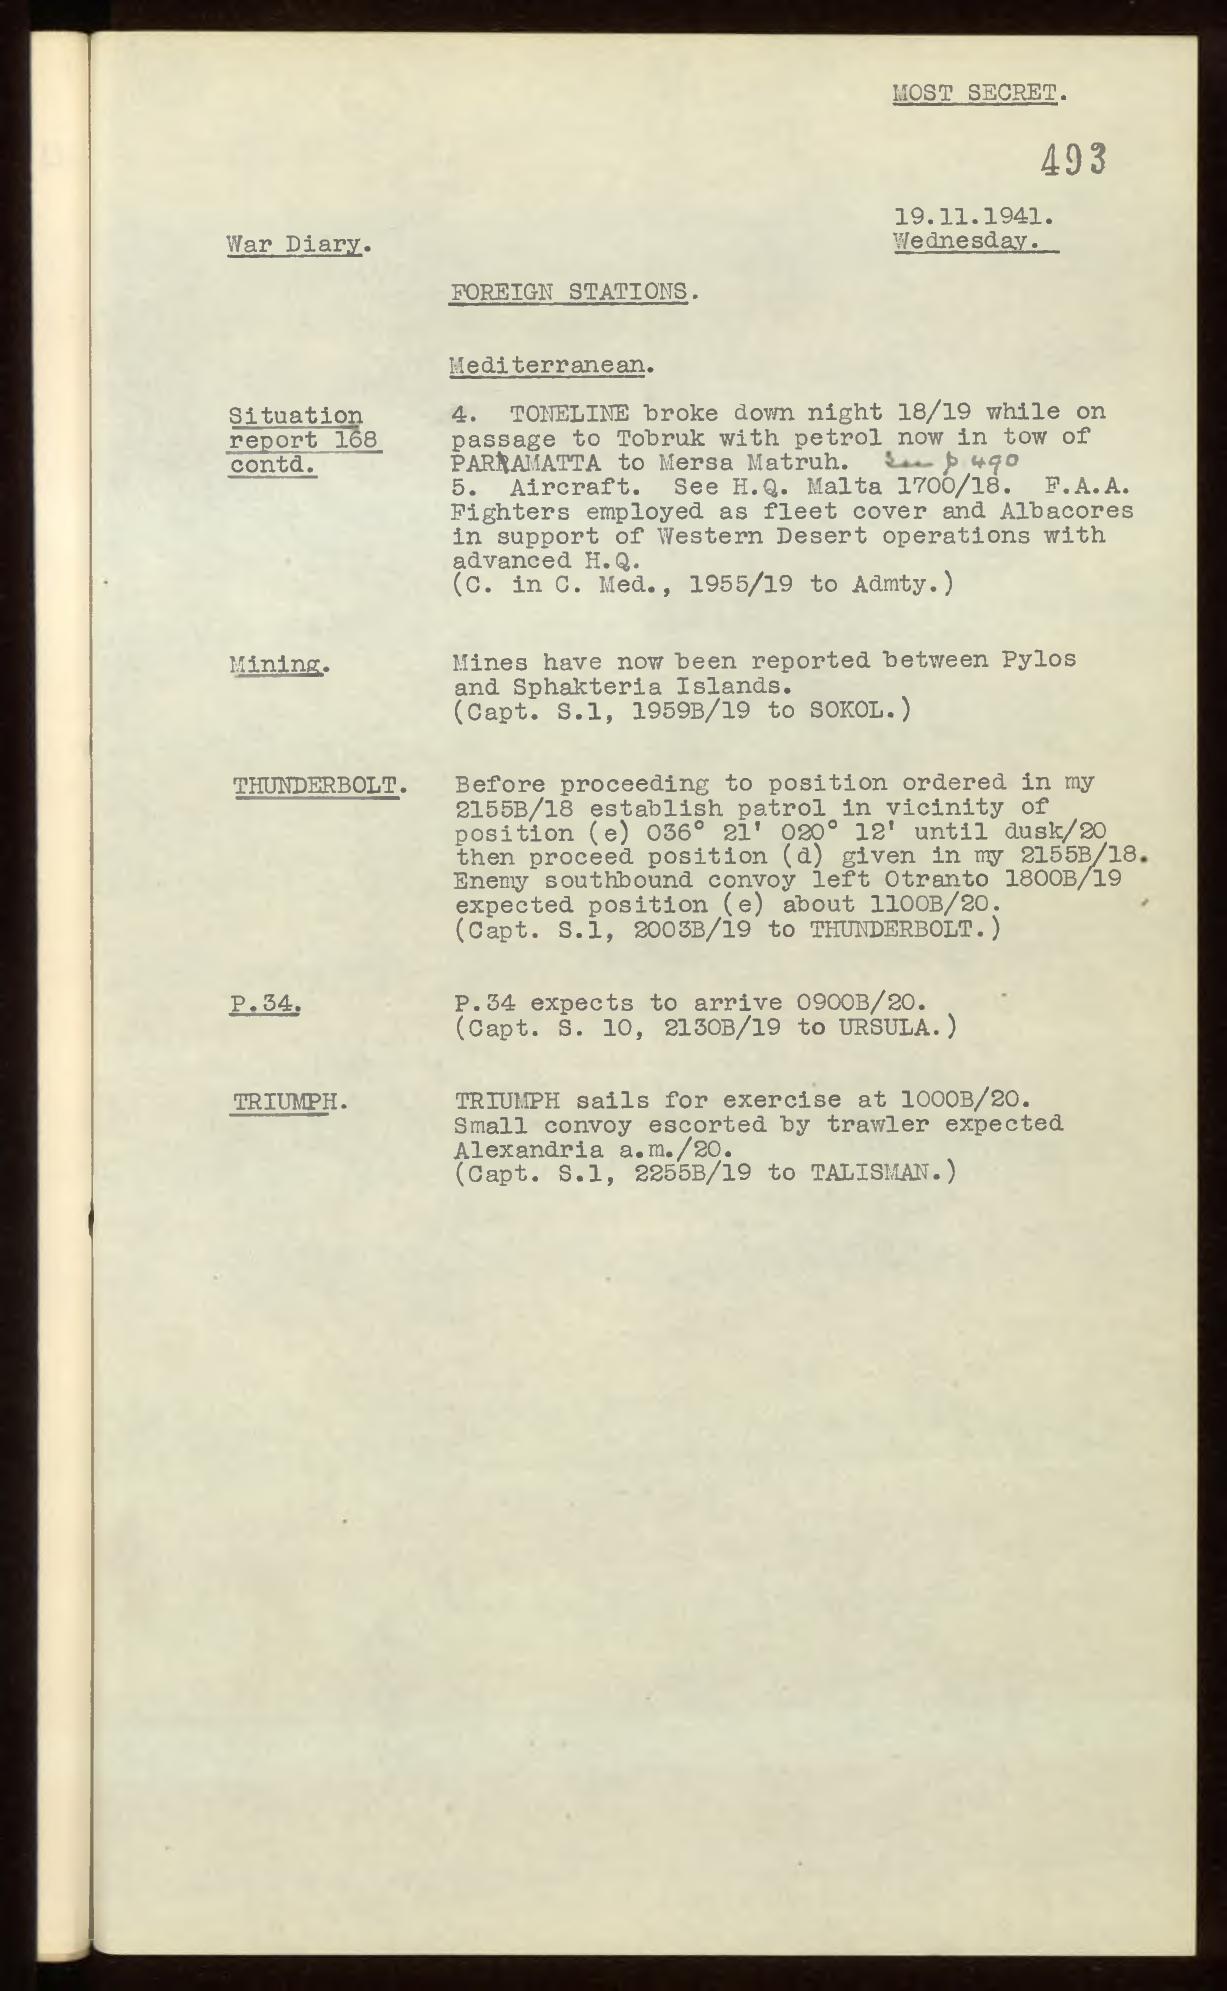 MOST SECRET.
493
19.11.1941.
War Diary.
Wednesday.
FOREIGN STATIONS.
Mediterranean.
Situation
report 168
contd.
4. TONELINE broke down night 18/19 while on
passage to Tobruk with petrol now in tow of
PARRAMATTA to Mersa Matruh. p 490
5. Aircraft. See H.Q. Malta 1700/18. F.A.A.
Fighters employed as fleet cover and Albacores
in support of Western Desert operations with
advanced H.Q.
(C. in C. Med., 1955/19 to Admty.)
Mining.
Mines have now been reported between Pylos
and Sphakteria Islands.
(Capt. S.1, 1959B/19 to SOKOL.)
THUNDERBOLT.
Before proceeding to position ordered in my
2155B/18 establish patrol in vicinity of
position (e) 036° 21' 020° 12' until dusk/20
then proceed position (d) given in my 2155B/18.
Enemy southbound convoy left Otranto 1800B/19
expected position (e) about 1100B/20.
(Capt. S.1, 2003B/19 to THUNDERBOLT.)
P.34.
P.34 expects to arrive 0900B/20.
(Capt. S. 10, 2130B/19 to URSULA.)
TRIUMPH.
TRIUMPH sails for exercise at 1000B/20.
Small convoy escorted by trawler expected
Alexandria a.m./20.
(Capt. S.1, 2255B/19 to TALISMAN.)